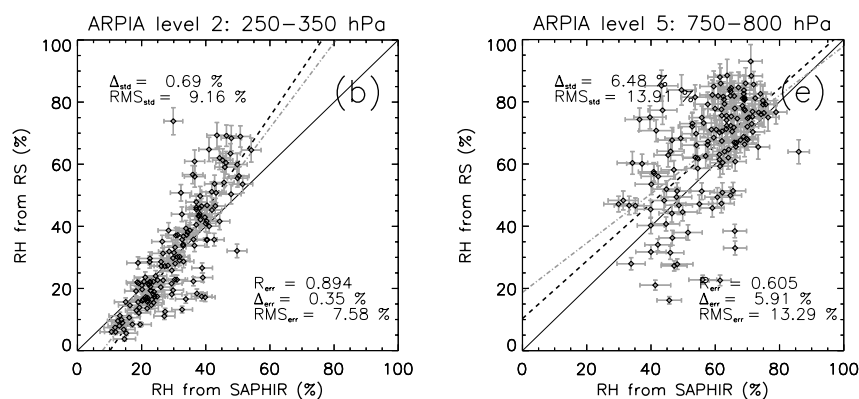 ARPIA level 2: 250−350 hPa
100
80
60
40
20
0
RH from RS (%)
Δstd= 0.69 %
RMSstd= 9.16 %
(b)
Rerr = 0.894
Δerr= 0.35 %
RMSerr= 7.58 %
0 20 40 60 80 100
RH from SAPHIR (%)
ARPIA level 5: 750−800 hPa
100
80
60
40
20
0
RH from RS (%)
Δstd= 6.48 %
RMSstd= 13.91 %
(e)
Rerr = 0.605
Δerr= 5.91 %
RMSerr= 13.29 %
0 20 40 60 80 100
RH from SAPHIR (%)